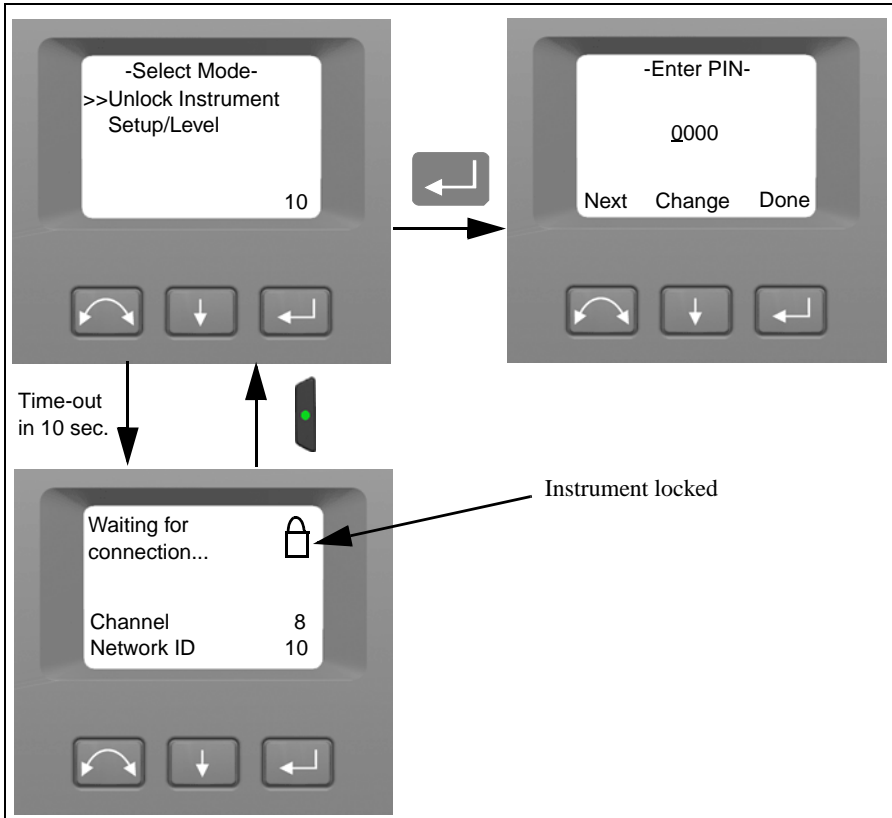 -Select Mode-
>>Unlock Instrument
Setup/Level
10
-Enter PIN-
0000
Next Change Done
Time-out
in 10 sec.
Waiting for
connection...
Channel 8
Network ID 10
Instrument locked